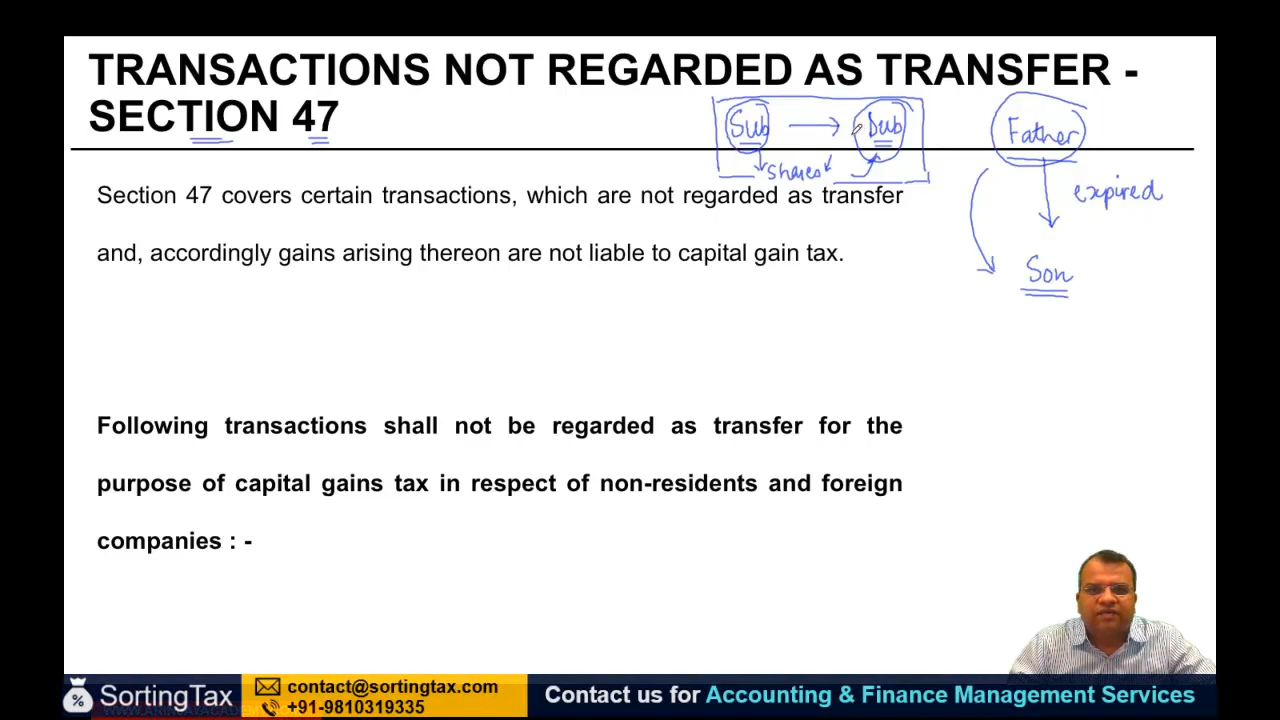 TRANSACTIONS NOT REGARDED AS TRANSFER -
SECTION 47
Sub
Dub
shares
Father
expired
Son
Section 47 covers certain transactions, which are not regarded as transfer
and, accordingly gains arising thereon are not liable to capital gain tax.
Following transactions shall not be regarded as transfer for the
purpose of capital gains tax in respect of non-residents and foreign
companies : -
SortingTax
contact@sortingtax.com
+91-9810319335
Contact us for Accounting & Finance Management Services